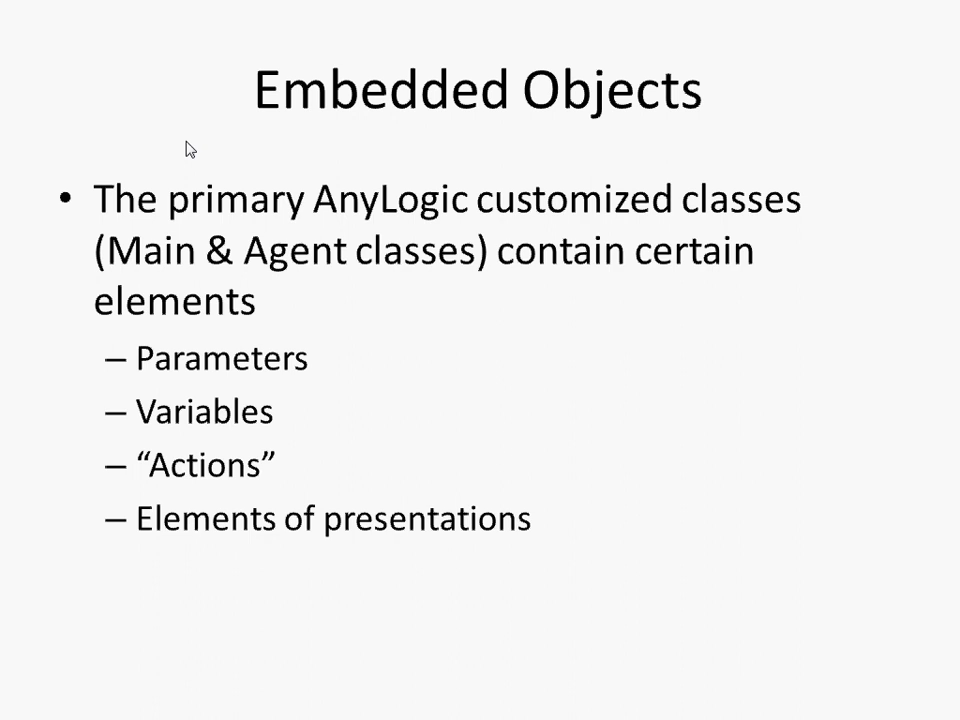 Embedded Objects
• The primary AnyLogic customized classes
(Main & Agent classes) contain certain
elements
– Parameters
– Variables
– “Actions”
– Elements of presentations